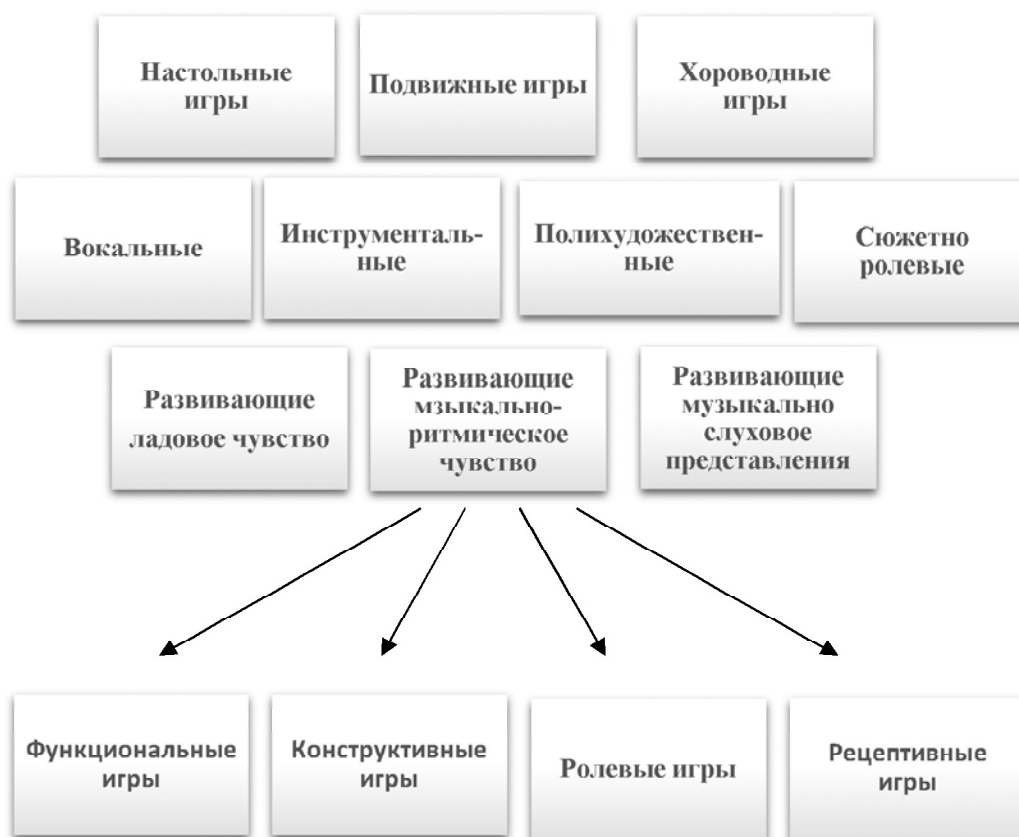 Настольные
игры
Подвижные игры
Хороводные
игры
Вокальные
Инструменталь-
ные
Полихудожествен-
ные
Сюжетно
ролевые
Развивающие
ладовое чувство
Развивающие
мзыкально-
ритмическое
чувство
Развивающие
музыкально
слуховое
представления
Функциональные
игры
Конструктивные
игры
Ролевые игры
Рецептивные
игры